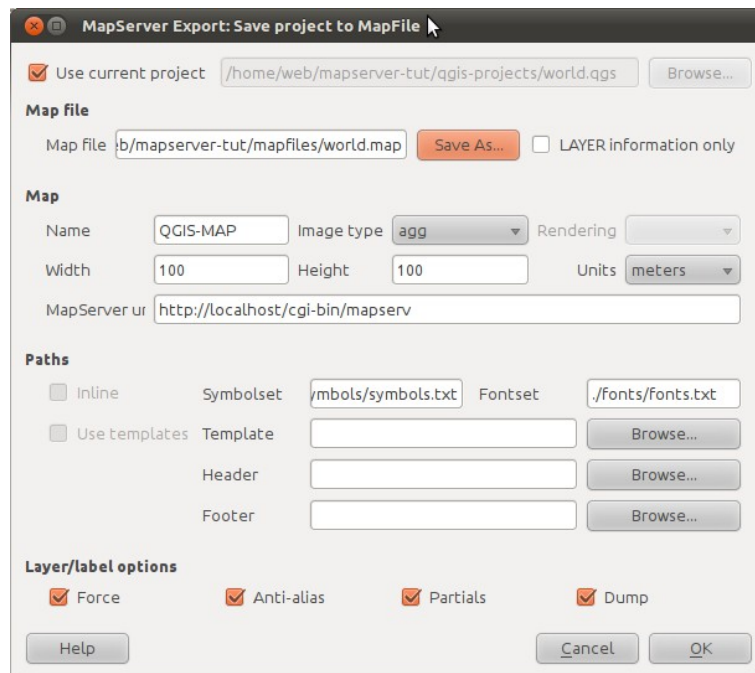 MapServer Export: Save project to MapFile
Use current project /home/web/mapserver-tut/qgis-projects/world.qgs Browse...
Map file
Map file eb/mapserver-tut/mapfiles/world.map Save As... LAYER information only
Map
Name QGIS-MAP Image type agg Rendering
Width 100 Height 100 Units meters
MapServer ur http://localhost/cgi-bin/mapserv
Paths
Inline Symbolset ymbols/symbols.txt Fontset ./fonts/fonts.txt
Use templates Template Browse...
Header Browse...
Footer Browse...
Layer/label options
Force Anti-alias Partials Dump
Help Cancel OK